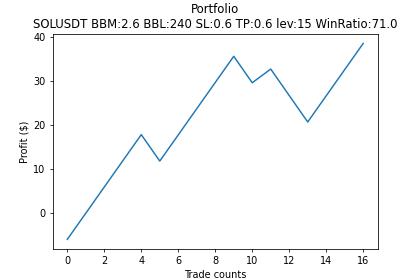 Portfolio
SOLUSDT BBM:2.6 BBL:240 SL:0.6 TP:0.6 lev:15 WinRatio:71.0
40
30
20
10
0
Profit ($)
0 2 4 6 8 10 12 14 16
Trade counts